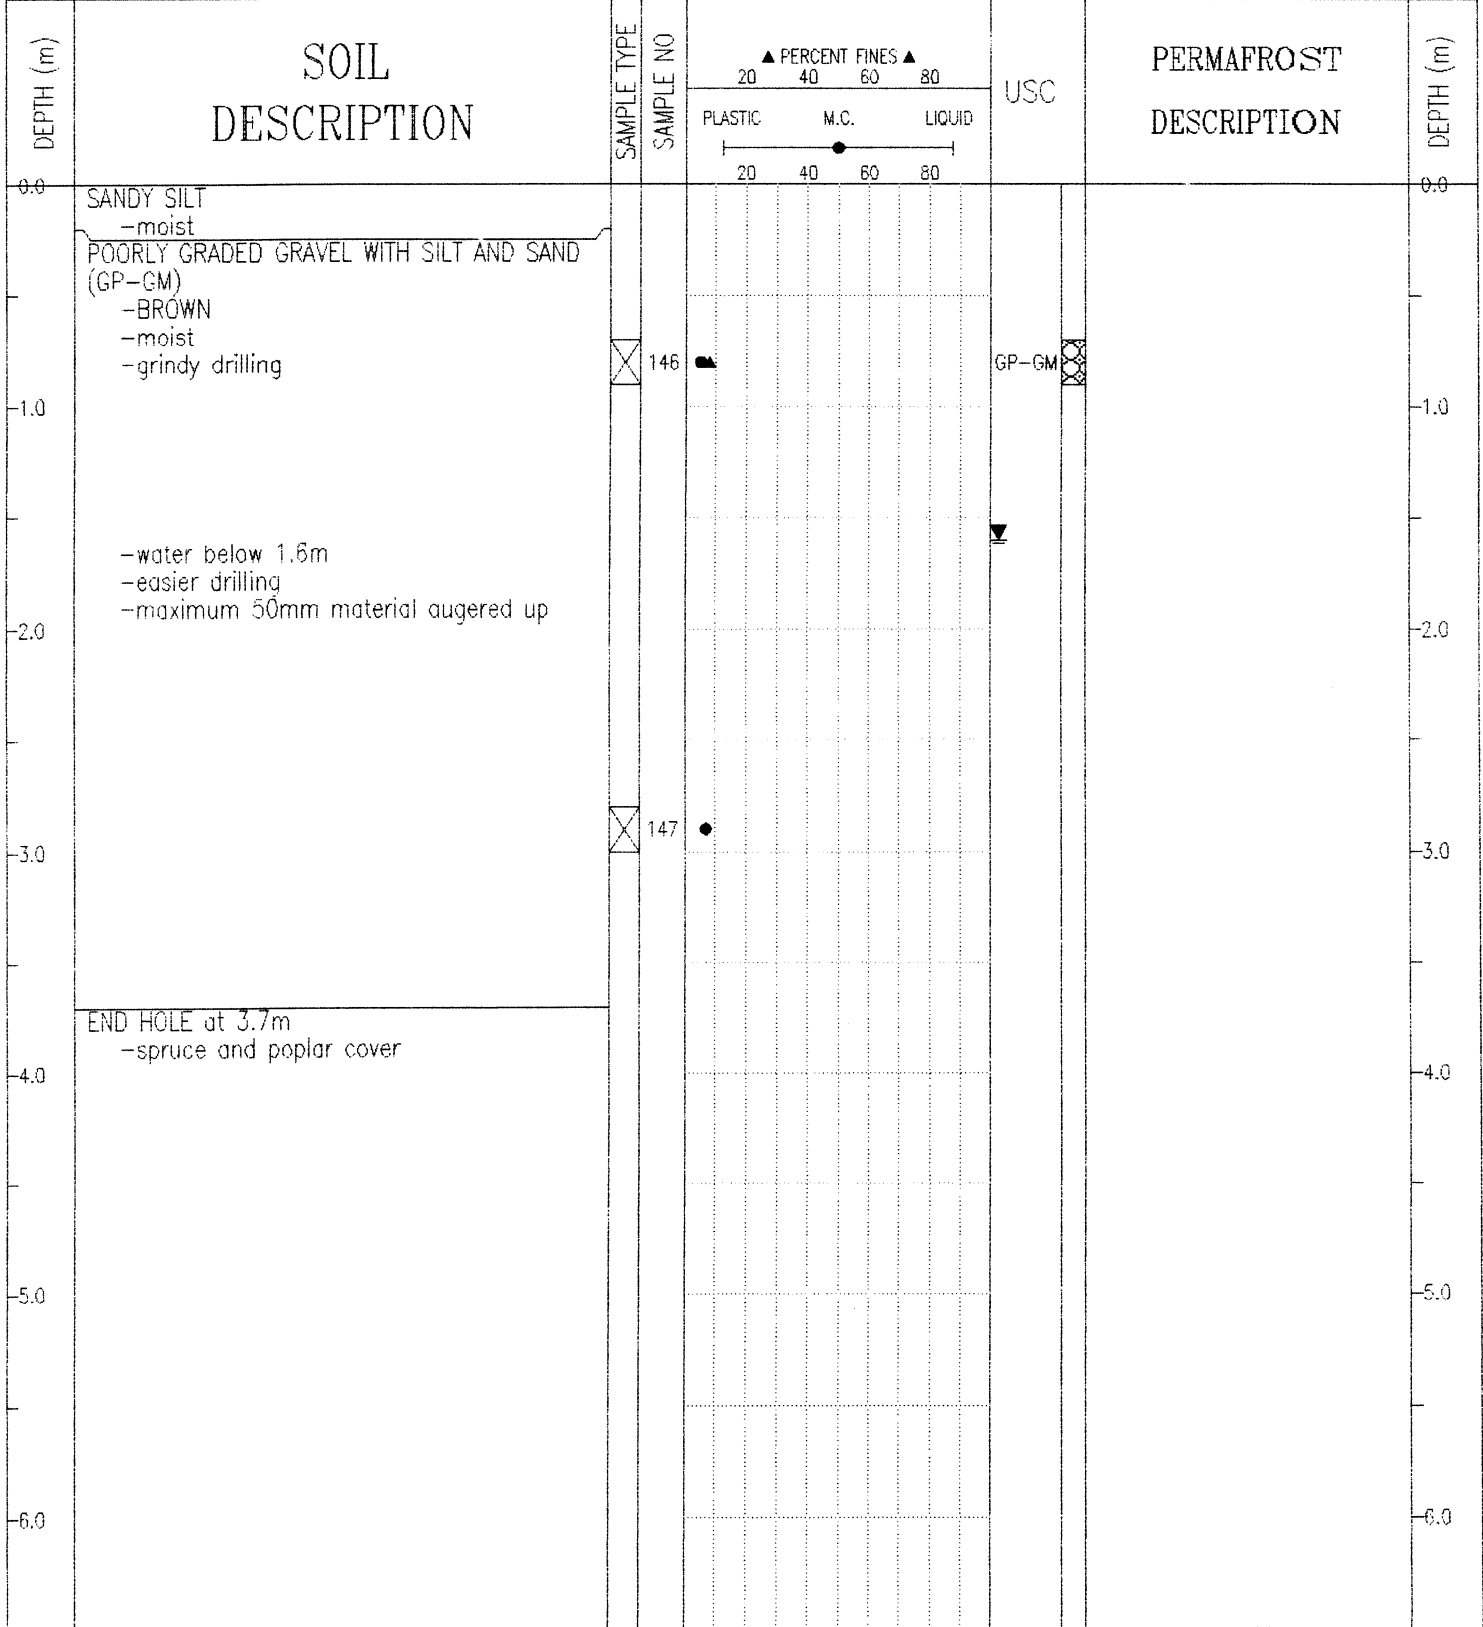 DEPTH (m)
SOIL
DESCRIPTION
SAMPLE TYPE
SAMPLE NO
▲ PERCENT FINES ▲
20 40 60 80
PLASTIC M.C. LIQUID
20 40 60 80
USC
PERMAFROST
DESCRIPTION
DEPTH (m)
0.0
0.0
SANDY SILT
-moist
POORLY GRADED GRAVEL WITH SILT AND SAND
(GP-GM)
-BROWN
-moist
-grindy drilling
146
GP-GM
1.0
1.0
-water below 1.6m
-easier drilling
-maximum 50mm material augered up
2.0
2.0
147
3.0
3.0
END HOLE at 3.7m
-spruce and poplar cover
4.0
4.0
5.0
5.0
6.0
6.0